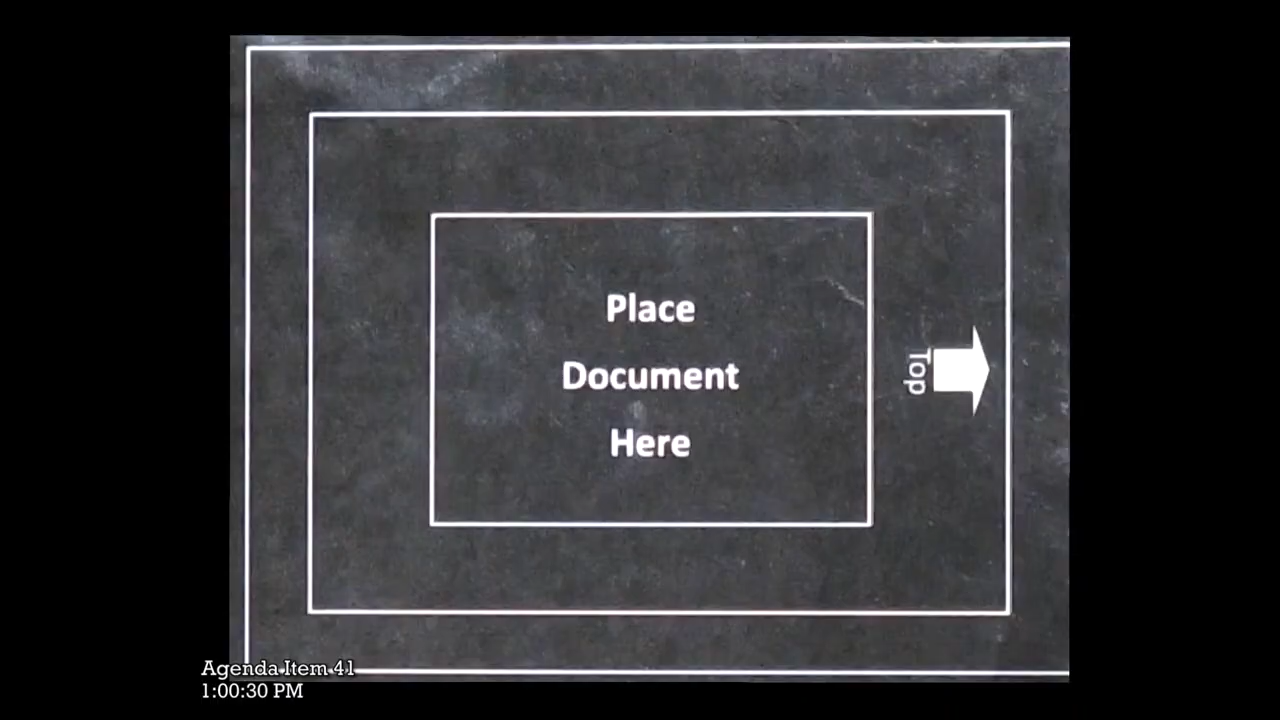 Place
Document
Here
Top
Agenda Item 41
1:00:30 PM